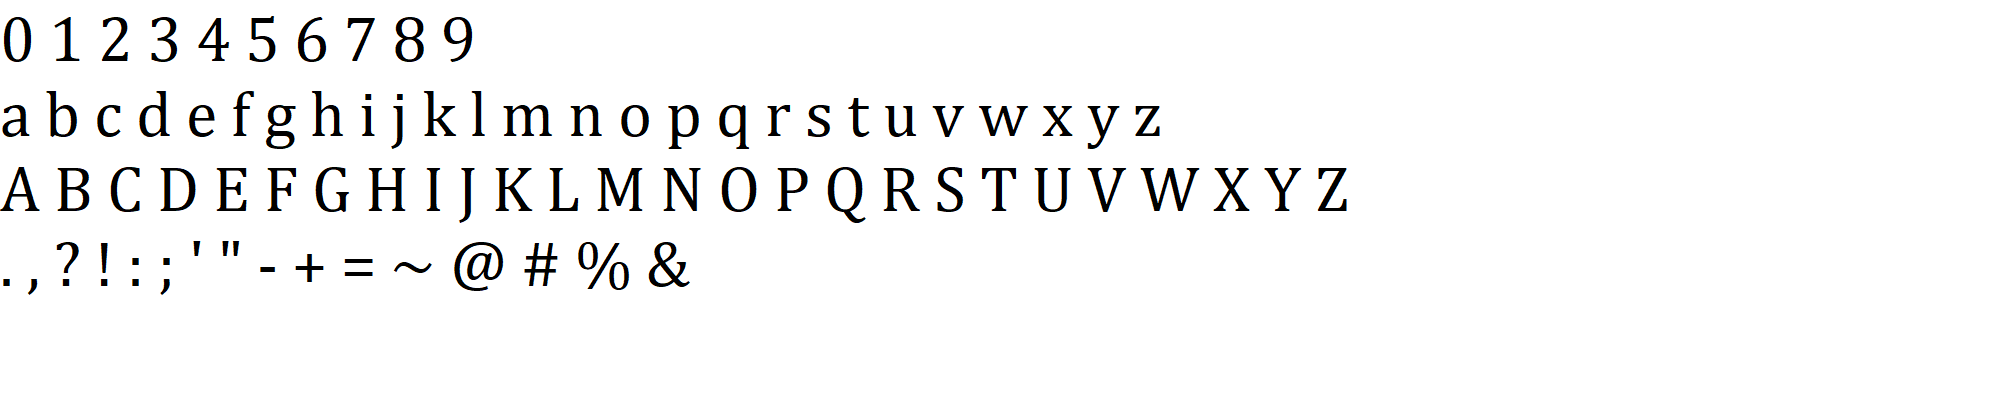 0 1 2 3 4 5 6 7 8 9
a b c d e f g h i j k l m n o p q r s t u v w x y z
A B C D E F G H I J K L M N O P Q R S T U V W X Y Z
. , ? ! : ; ' " - + = ~ @ # % &